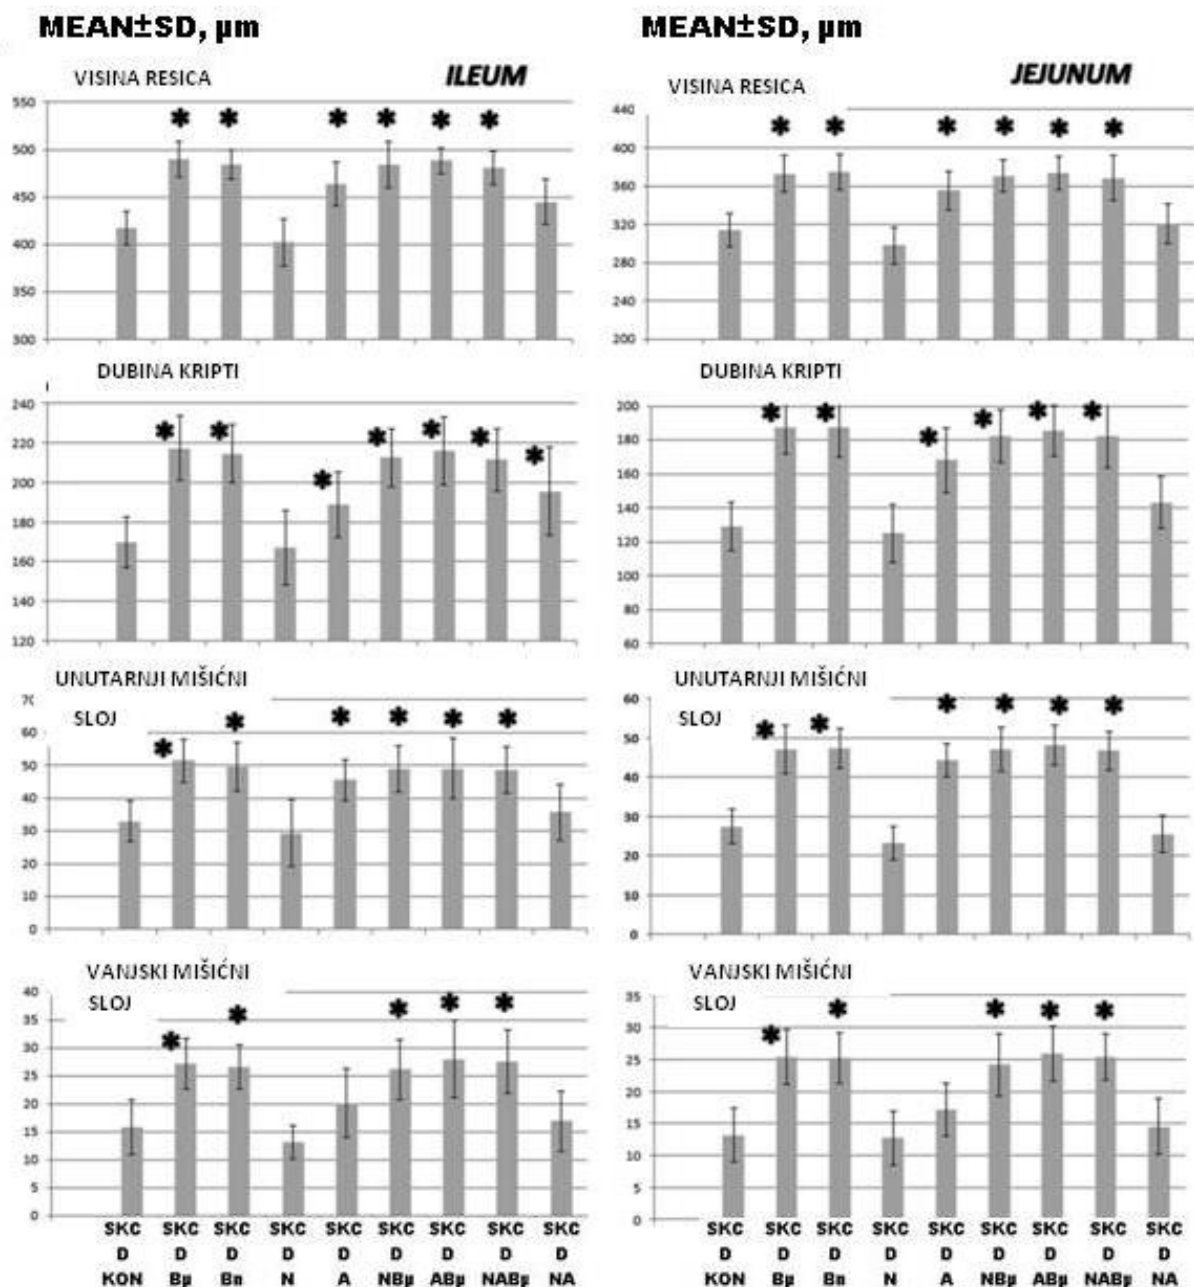 MEAN±SD, µm
VISINA RESICA
ILEUM
550
500
450
400
350
300
DUBINA KRIPTI
240
220
200
180
160
140
120
UNUTARNJI MIŠIĆNI
SLOJ
70
60
50
40
30
20
10
0
VANJSKI MIŠIĆNI
SLOJ
40
35
30
25
20
15
10
5
0
SKC SKC SKC SKC SKC SKC SKC SKC SKC
D D D D D D D D D
KON Bµ Bn N A NBµ ABµ NABµ NA
MEAN±SD, µm
VISINA RESICA
JEJUNUM
440
400
360
320
280
240
200
DUBINA KRIPTI
200
180
160
140
120
100
80
60
UNUTARNJI MIŠIĆNI
SLOJ
60
50
40
30
20
10
0
VANJSKI MIŠIĆNI
SLOJ
35
30
25
20
15
10
5
0
SKC SKC SKC SKC SKC SKC SKC SKC SKC
D D D D D D D D D
KON Bµ Bn N A NBµ ABµ NABµ NA